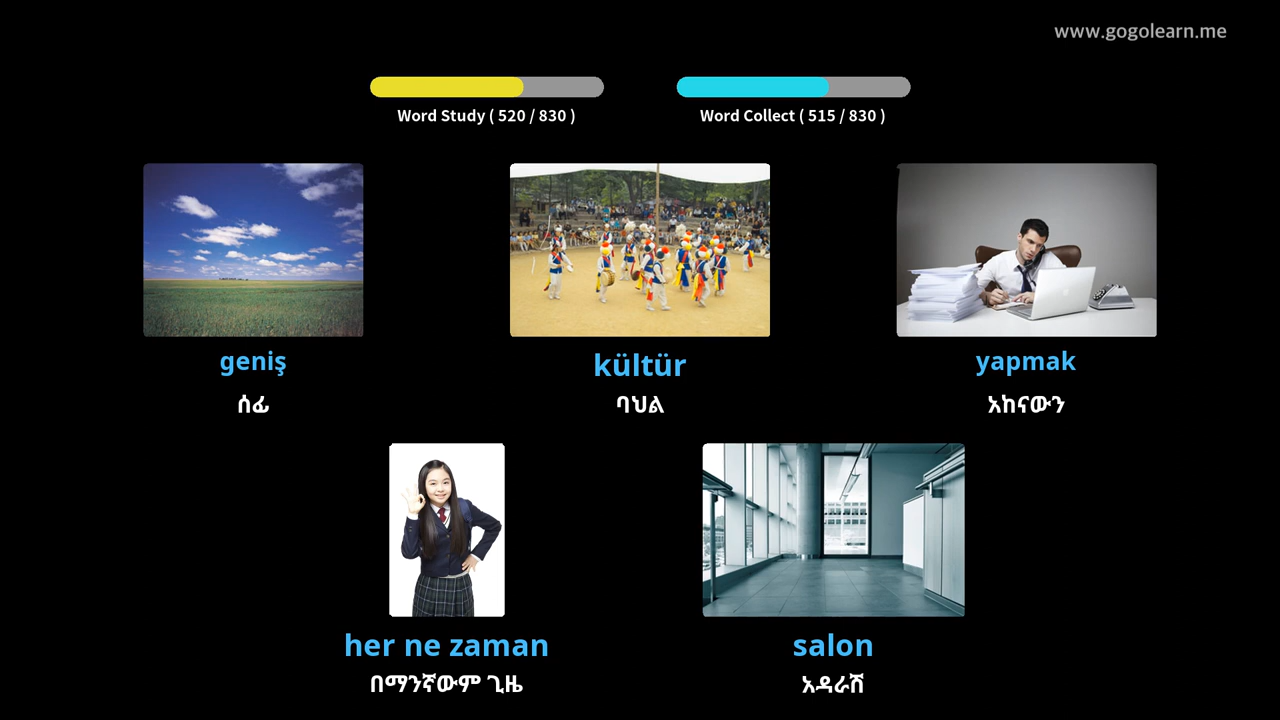 www.gogolearn.me
Word Study ( 520 / 830 )
Word Collect ( 515 / 830 )
geniş
kültür
yapmak
ሰፊ
ባህል
አከናውን
her ne zaman
salon
በማንኛውም ጊዜ
አዳራሽ